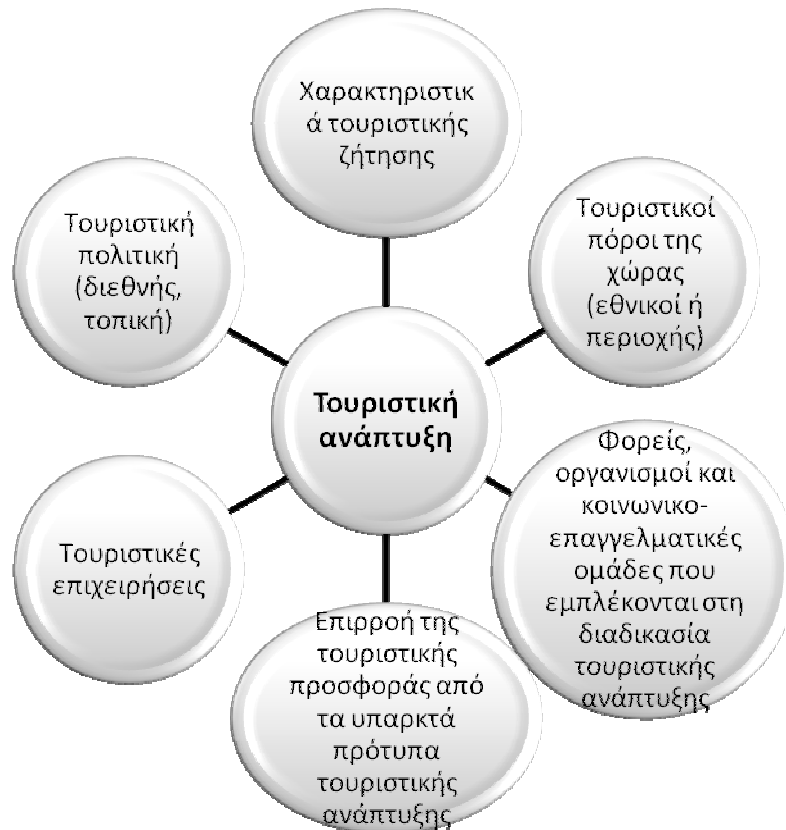 Χαρακτηριστικ
ά τουριστικής
ζήτησης
Τουριστικοί
πόροι της
χώρας
(εθνικοί ή
περιοχής)
Φορείς,
οργανισμοί και
κοινωνικο-
επαγγελματικές
ομάδες που
εμπλέκονται στη
διαδικασία
τουριστικής
ανάπτυξης
Επιρροή της
τουριστικής
προσφοράς από
τα υπαρκτά
πρότυπα
τουριστικής
ανάπτυξης
Τουριστικές
επιχειρήσεις
Τουριστική
πολιτική
(διεθνής,
τοπική)
Τουριστική
ανάπτυξη